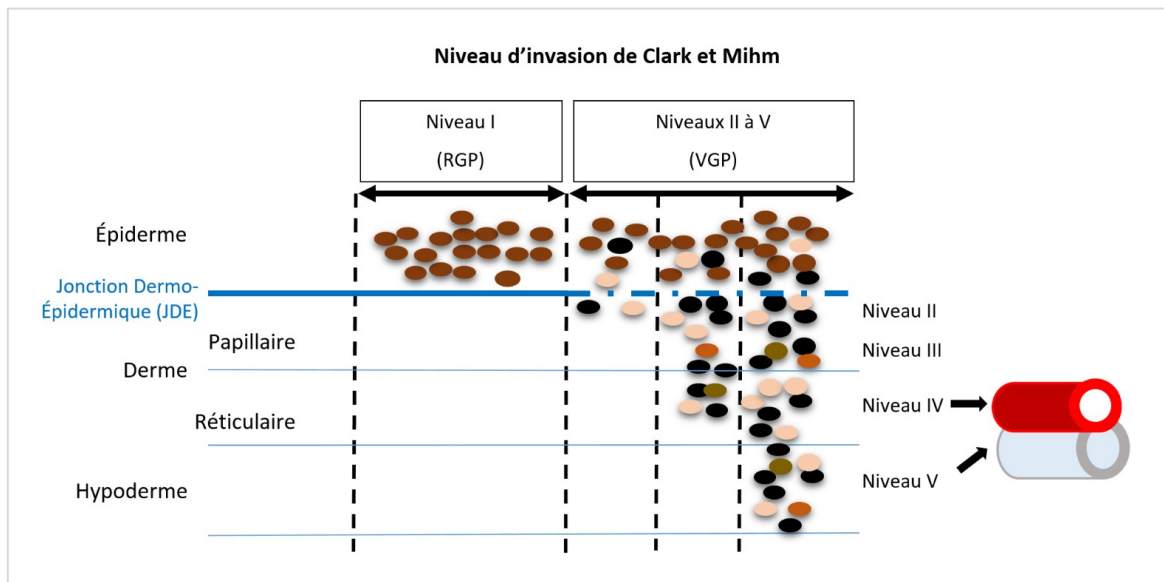 Niveau d’invasion de Clark et Mihm
Niveau I
(RGP)
Niveaux II à V
(VGP)
Épiderme
Jonction Dermo-
Épidermique (JDE)
Niveau II
Papillaire
Niveau III
Derme
Niveau IV
Réticulaire
Niveau V
Hypoderme